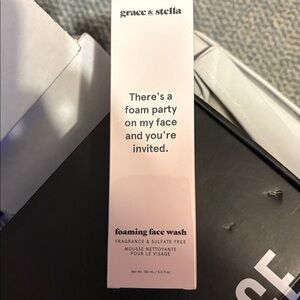 grace & stella
There's a
foam party
on my face
and you're
invited.
foaming face wash
FRAGRANCE & SULFATE FREE
MOUSSE NETTOYANTE
POUR LE VISAGE